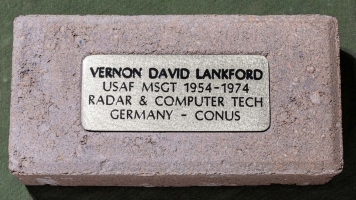 VERNON DAVID LANKFORD
USAF MSGT 1954-1974
RADAR & COMPUTER TECH
GERMANY - CONUS